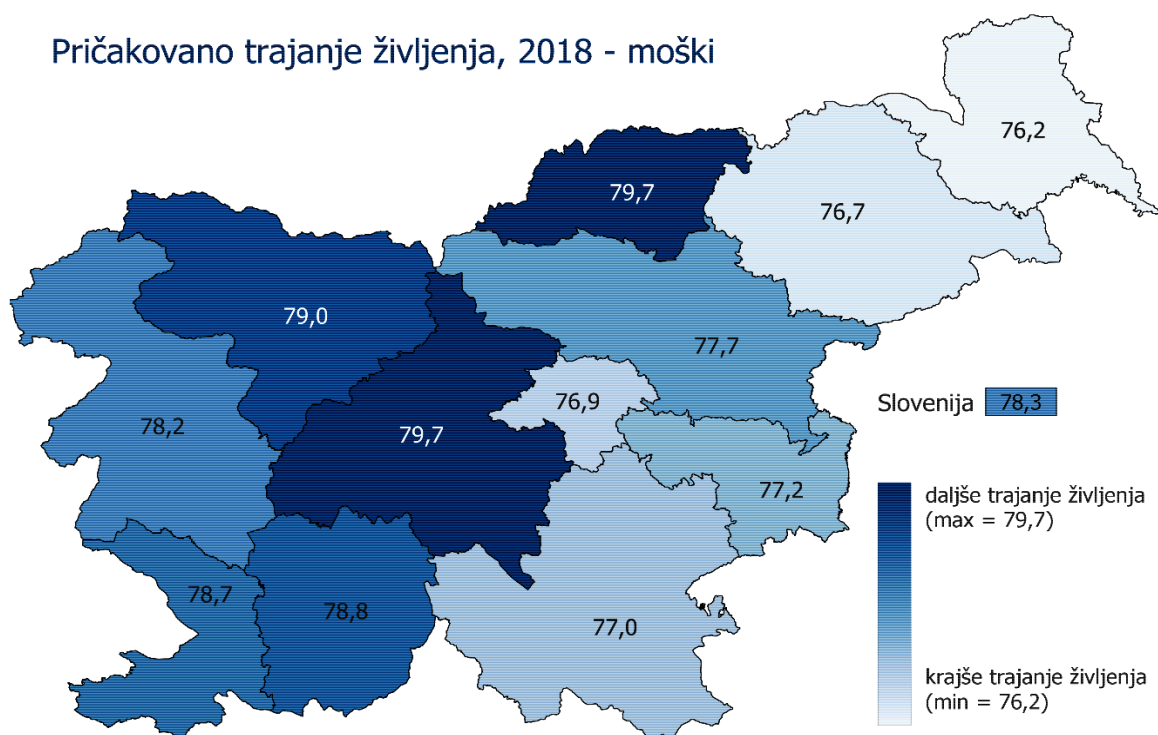 Pričakovano trajanje življenja, 2018 - moški
76,2
79,7
76,7
79,0
77,7
76,9
78,2
79,7
Slovenija 78,3
77,2
daljše trajanje življenja
(max = 79,7)
78,7
78,8
77,0
krajše trajanje življenja
(min = 76,2)